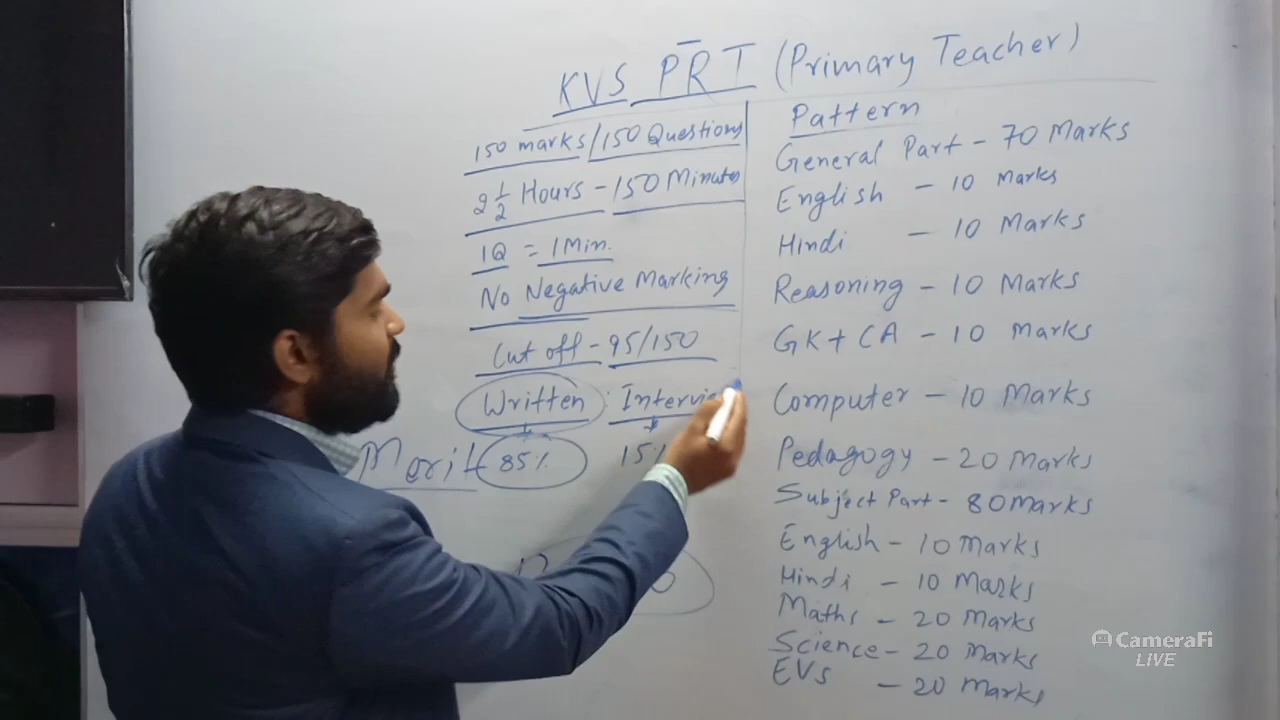 KVS PRT (Primary Teacher)
150 marks/150 Questions
2 1/2 Hours - 150 Minutes
1Q = 1Min.
No Negative Marking
Cut off - 95/150
Written
Merit 85%
Pattern
General Part - 70 Marks
English - 10 Marks
Hindi - 10 Marks
Reasoning - 10 Marks
GK + CA - 10 Marks
Computer - 10 Marks
Pedagogy - 20 Marks
Subject Part - 80 Marks
English - 10 Marks
Hindi - 10 Marks
Maths - 20 Marks
Science - 20 Marks
EVS - 20 Marks
CameraFi
LIVE